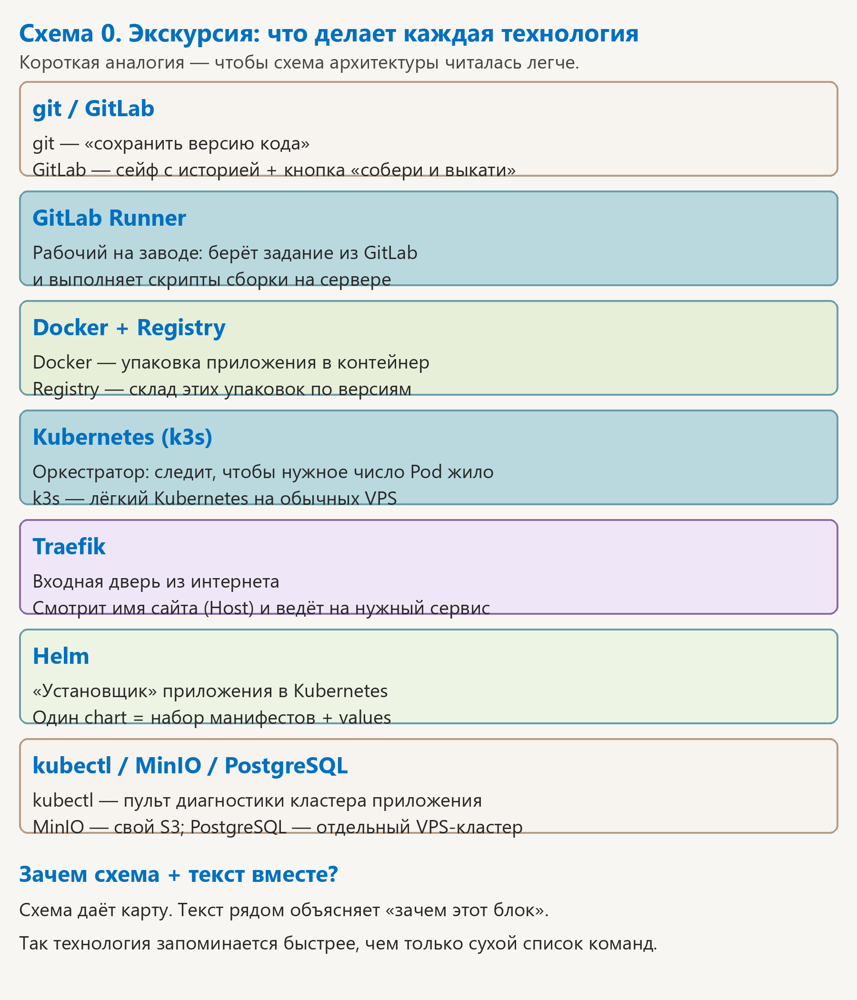 Схема 0. Экскурсия: что делает каждая технология
Короткая аналогия — чтобы схема архитектуры читалась легче.
git / GitLab
git — «сохранить версию кода»
GitLab — сейф с историей + кнопка «собери и выкати»
GitLab Runner
Рабочий на заводе: берёт задание из GitLab
и выполняет скрипты сборки на сервере
Docker + Registry
Docker — упаковка приложения в контейнер
Registry — склад этих упаковок по версиям
Kubernetes (k3s)
Оркестратор: следит, чтобы нужное число Pod жило
k3s — лёгкий Kubernetes на обычных VPS
Traefik
Входная дверь из интернета
Смотрит имя сайта (Host) и ведёт на нужный сервис
Helm
«Установщик» приложения в Kubernetes
Один chart = набор манифестов + values
kubectl / MinIO / PostgreSQL
kubectl — пульт диагностики кластера приложения
MinIO — свой S3; PostgreSQL — отдельный VPS-кластер
Зачем схема + текст вместе?
Схема даёт карту. Текст рядом объясняет «зачем этот блок».
Так технология запоминается быстрее, чем только сухой список команд.